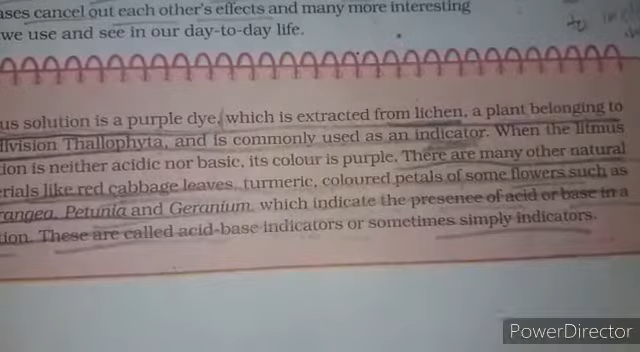 ases cancel out each other's effects and many more interesting
we use and see in our day-to-day life.
to
us solution is a purple dye, which is extracted from lichen, a plant belonging to
division Thallophyta, and is commonly used as an indicator. When the litmus
ion is neither acidic nor basic, its colour is purple. There are many other natural
erials like red cabbage leaves, turmeric, coloured petals of some flowers such as
rangea, Petunia and Geranium, which indicate the presence of acid or base in a
tion. These are called acid-base indicators or sometimes simply indicators.
PowerDirector